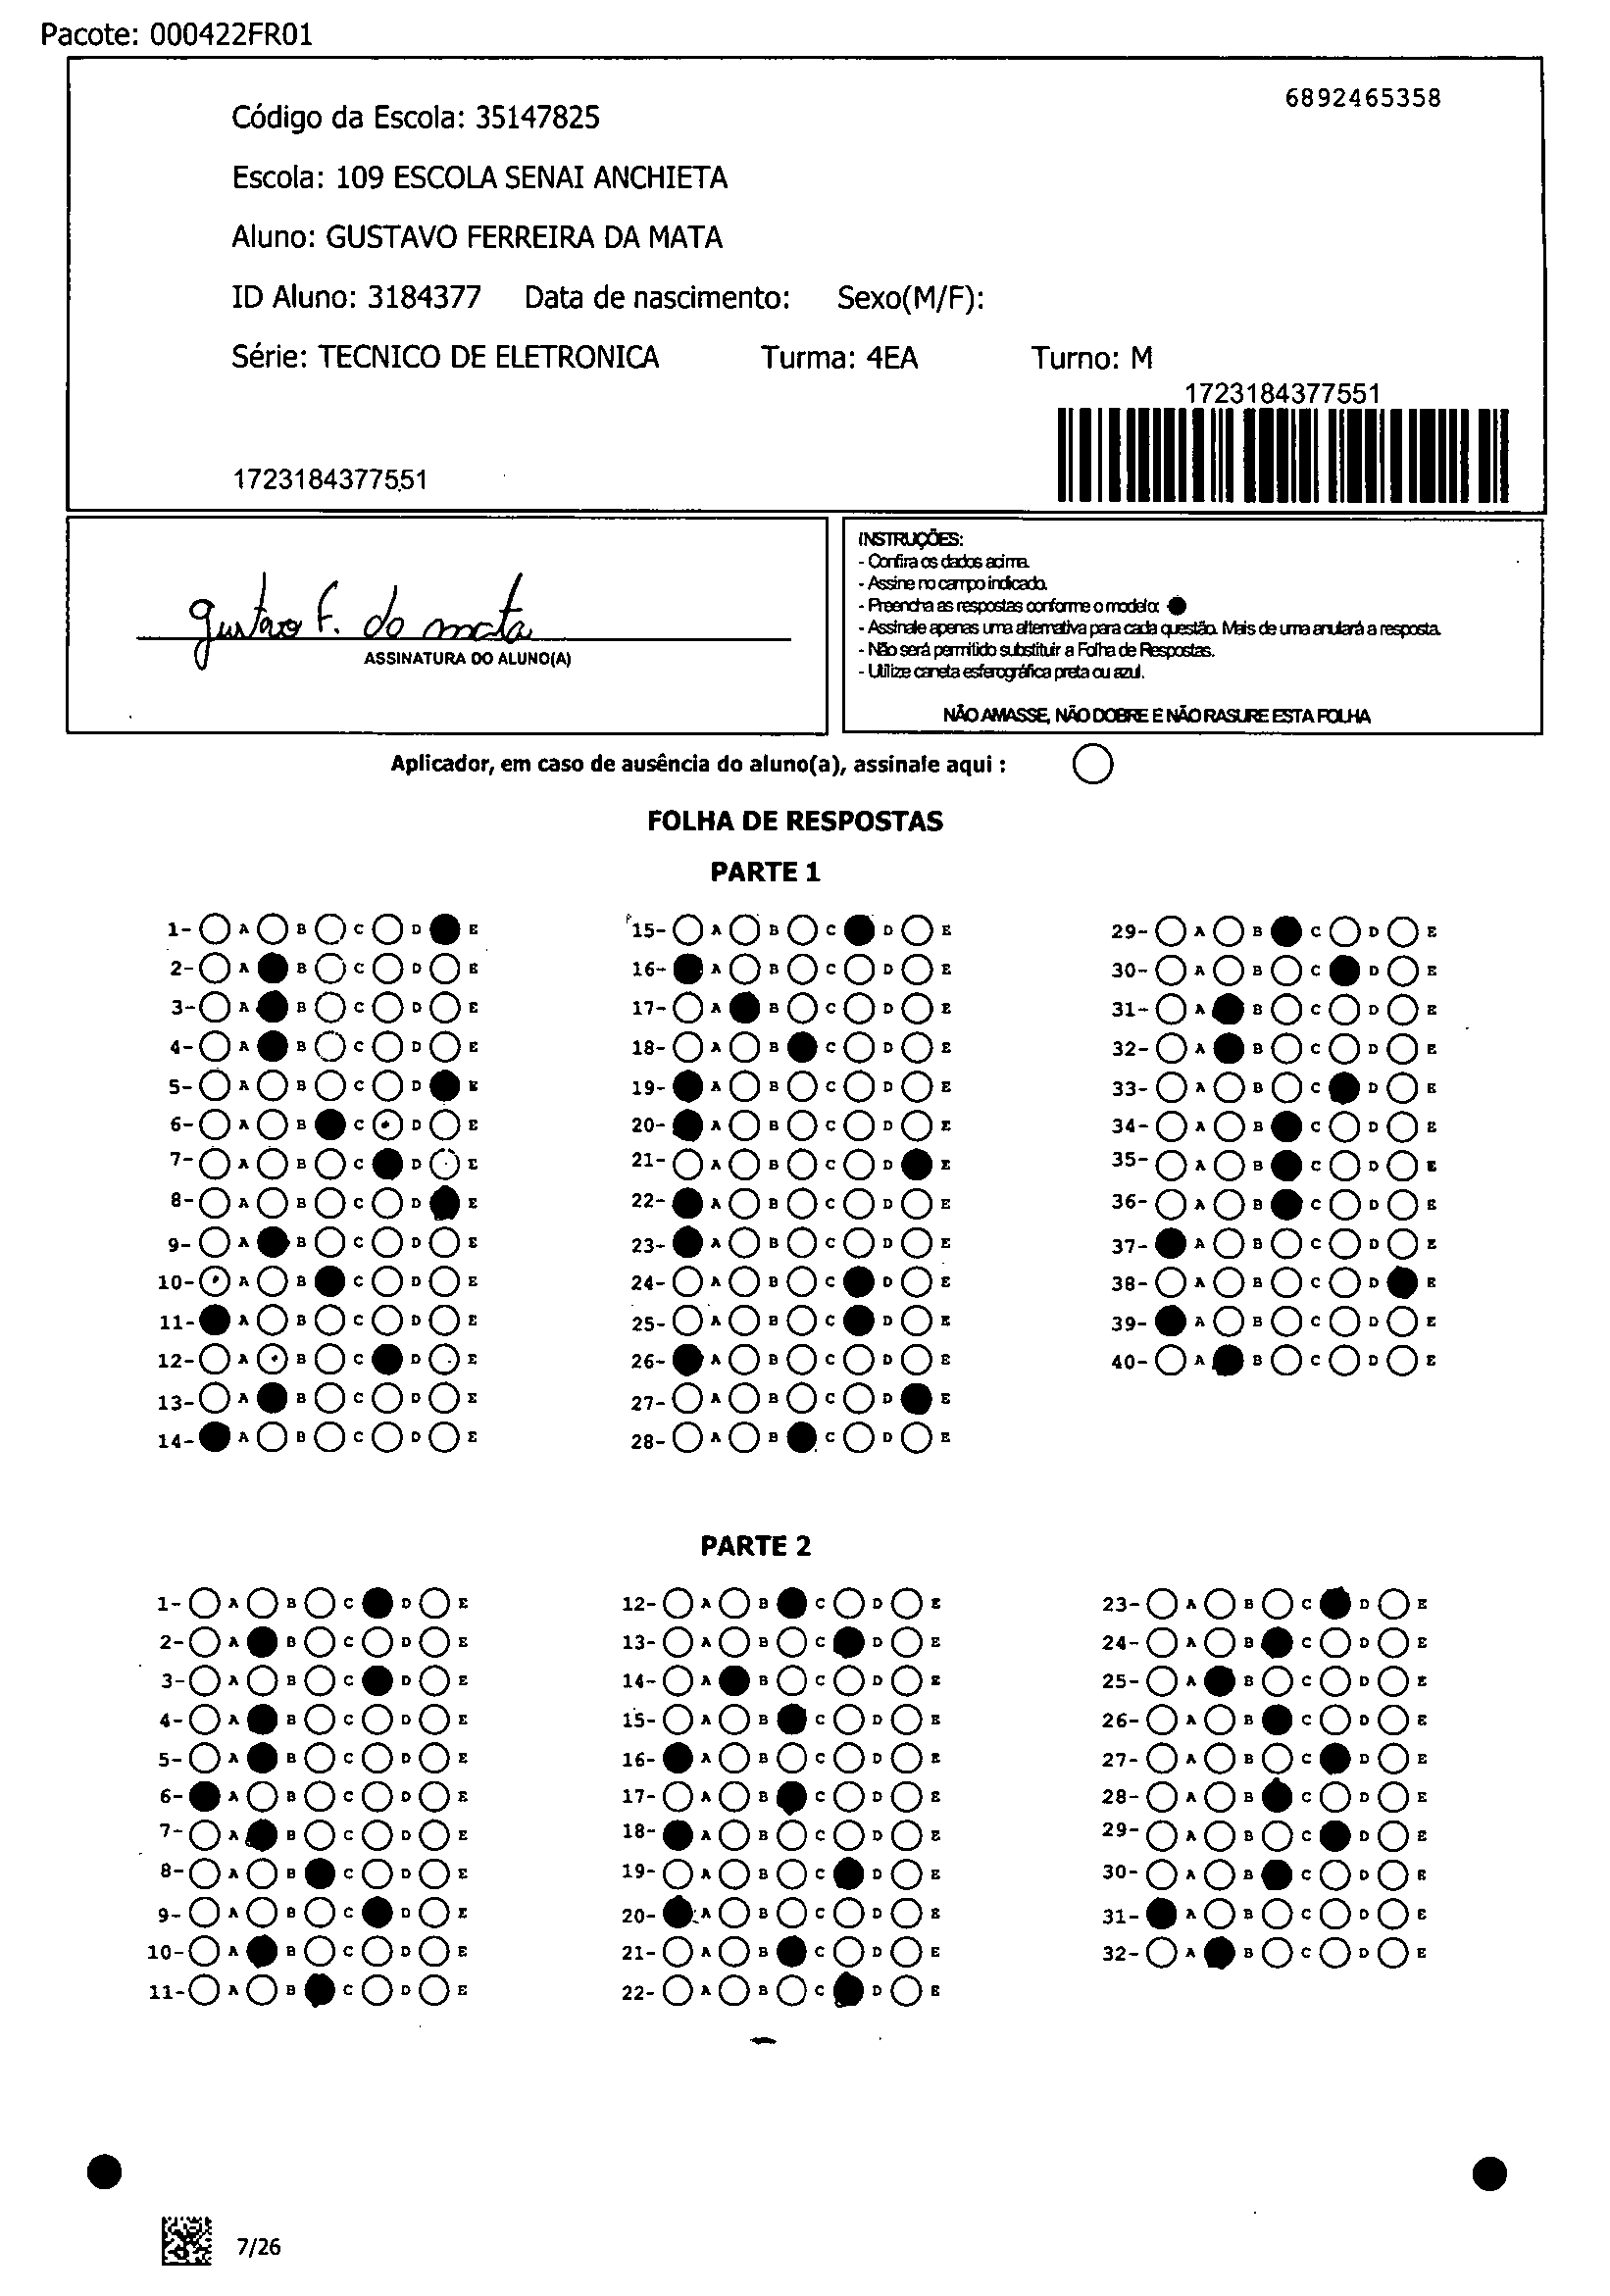 Pacote: 000422FR01
6892465358
Código da Escola: 35147825
Escola: 109 ESCOLA SENAI ANCHIETA
Aluno: GUSTAVO FERREIRA DA MATA
ID Aluno: 3184377 Data de nascimento: Sexo(M/F):
Série: TECNICO DE ELETRONICA Turma: 4EA Turno: M
1723184377551
1723184377551
gustavo F. da mata
ASSINATURA DO ALUNO(A)
INSTRUÇÕES:
- Confira os dados acima.
- Assine no campo indicado.
- Preencha as respostas conforme o modelo:
- Assinale apenas uma alternativa para cada questão. Mais de uma anulará a resposta.
- Não será permitido substituir a Folha de Respostas.
- Utilize caneta esferográfica preta ou azul.
NÃO AMASSE, NÃO DOBRE E NÃO RASURE ESTA FOLHA
Aplicador, em caso de ausência do aluno(a), assinale aqui :
FOLHA DE RESPOSTAS
PARTE 1
1- A B C D E 15- A B C D E 29- A B C D E
2- A B C D E 16- A B C D E 30- A B C D E
3- A B C D E 17- A B C D E 31- A B C D E
4- A B C D E 18- A B C D E 32- A B C D E
5- A B C D E 19- A B C D E 33- A B C D E
6- A B C D E 20- A B C D E 34- A B C D E
7- A B C D E 21- A B C D E 35- A B C D E
8- A B C D E 22- A B C D E 36- A B C D E
9- A B C D E 23- A B C D E 37- A B C D E
10- A B C D E 24- A B C D E 38- A B C D E
11- A B C D E 25- A B C D E 39- A B C D E
12- A B C D E 26- A B C D E 40- A B C D E
13- A B C D E 27- A B C D E
14- A B C D E 28- A B C D E
PARTE 2
1- A B C D E 12- A B C D E 23- A B C D E
2- A B C D E 13- A B C D E 24- A B C D E
3- A B C D E 14- A B C D E 25- A B C D E
4- A B C D E 15- A B C D E 26- A B C D E
5- A B C D E 16- A B C D E 27- A B C D E
6- A B C D E 17- A B C D E 28- A B C D E
7- A B C D E 18- A B C D E 29- A B C D E
8- A B C D E 19- A B C D E 30- A B C D E
9- A B C D E 20- A B C D E 31- A B C D E
10- A B C D E 21- A B C D E 32- A B C D E
11- A B C D E 22- A B C D E
7/26